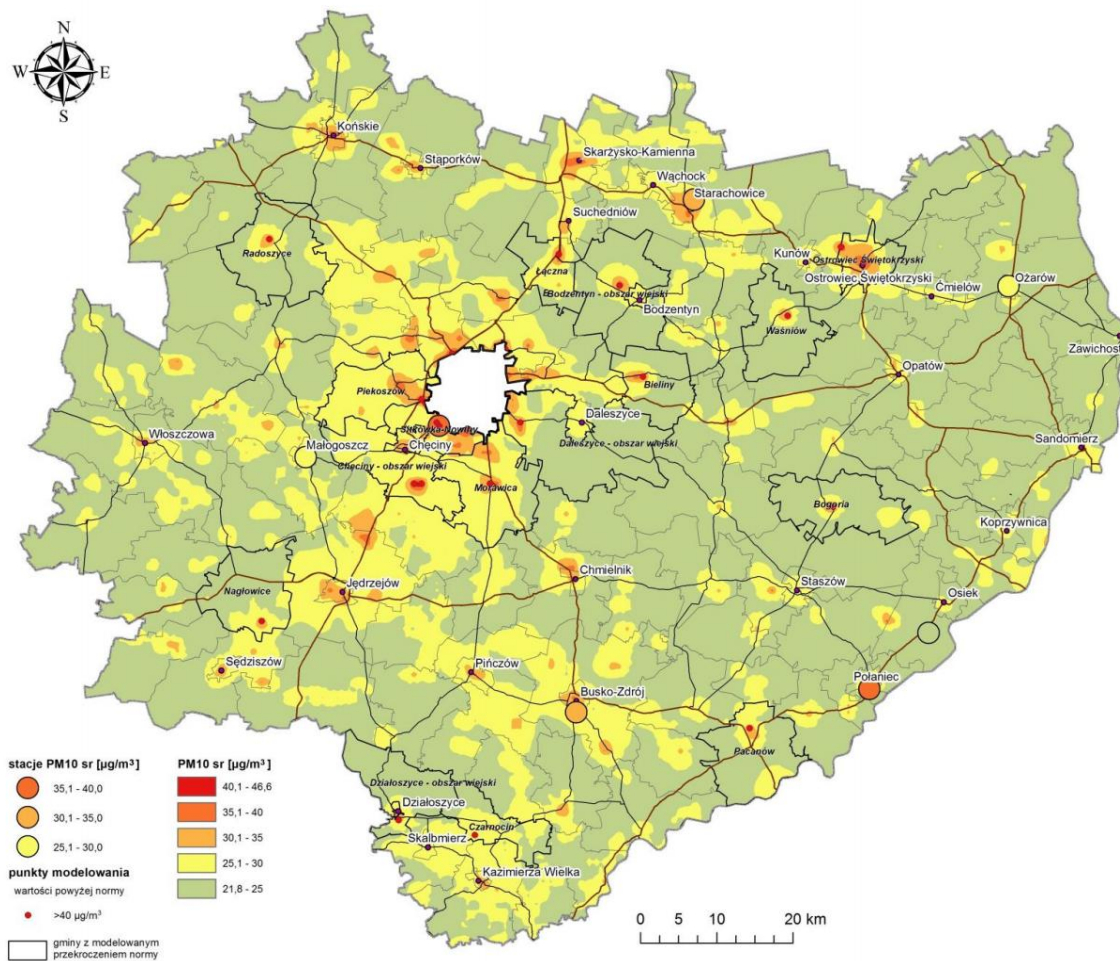 N
W E
S
Końskie
Stąporków
Skarżysko-Kamienna
Wąchock
Starachowice
Suchedniów
Radoszyce
Łączna
Kunów
Ostrowiec Świętokrzyski
Ostrowiec Świętokrzyski
Bodzentyn - obszar wiejski
Bodzentyn
Ćmielów
Ożarów
Waśniów
Zawichost
Opatów
Piekoszów
Bieliny
Daleszyce
Sitkówka-Nowiny
Włoszczowa
Małogoszcz
Chęciny
Daleszyce - obszar wiejski
Sandomierz
Chęciny - obszar wiejski
Morawica
Bogoria
Koprzywnica
Chmielnik
Nagłowice
Jędrzejów
Staszów
Osiek
Sędziszów
Pińczów
Połaniec
Busko-Zdrój
Pacanów
Działoszyce - obszar wiejski
Działoszyce
Czarnocin
Skalbmierz
Kazimierza Wielka
stacje PM10 sr [µg/m³]
35,1 - 40,0
30,1 - 35,0
25,1 - 30,0
punkty modelowania
wartości powyżej normy
>40 µg/m³
gminy z modelowanym
przekroczeniem normy
PM10 sr [µg/m³]
40,1 - 46,6
35,1 - 40
30,1 - 35
25,1 - 30
21,8 - 25
0 5 10 20 km